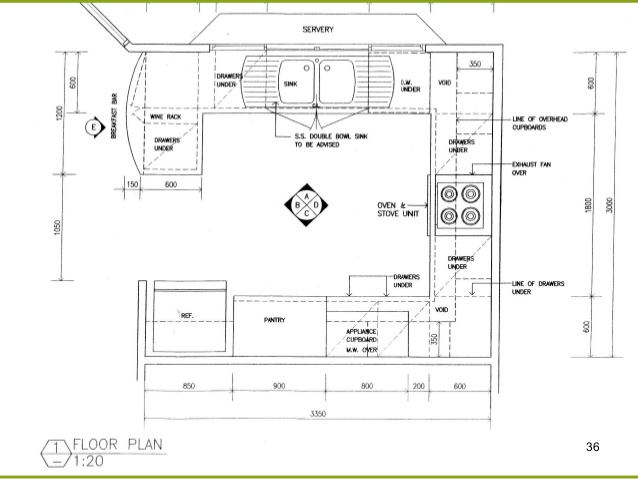 SERVERY
350
600
1200
BREAKFAST BAR
E
DRAWERS
UNDER
SINK
D.W.
UNDER
VOID
600
WINE RACK
DRAWERS
UNDER
S.S. DOUBLE BOWL SINK
TO BE ADVISED
LINE OF OVERHEAD
CUPBOARDS
DRAWERS
UNDER
EXHAUST FAN
OVER
150
600
A
B D
C
OVEN &
STOVE UNIT
1800
3000
1050
DRAWERS
UNDER
DRAWERS
UNDER
LINE OF DRAWERS
UNDER
REF.
PANTRY
VOID
APPLIANCE
CUPBOARD
M.W. OVER
350
600
850
900
800
200
600
3350
1
FLOOR PLAN
1:20
36